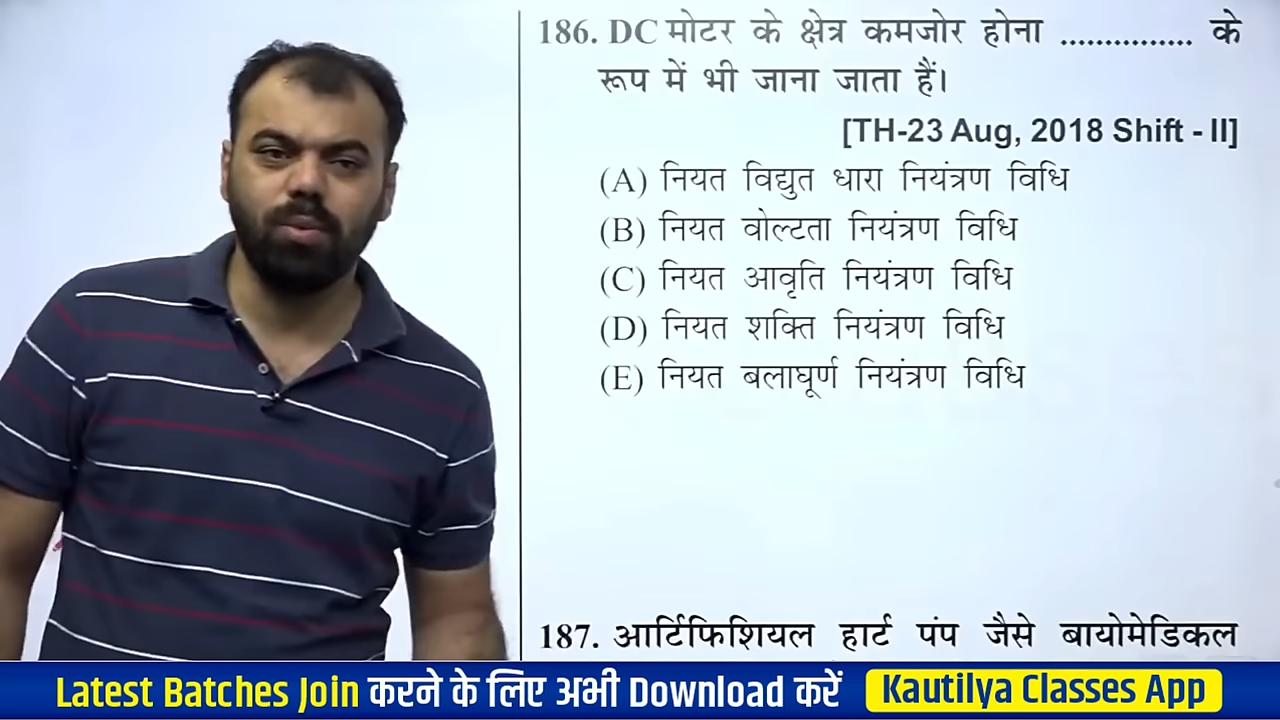 186. DC मोटर के क्षेत्र कमजोर होना ............... के
रूप में भी जाना जाता हैं।
[TH-23 Aug, 2018 Shift - II]
(A) नियत विद्युत धारा नियंत्रण विधि
(B) नियत वोल्टता नियंत्रण विधि
(C) नियत आवृति नियंत्रण विधि
(D) नियत शक्ति नियंत्रण विधि
(E) नियत बलाघूर्ण नियंत्रण विधि
187. आर्टिफिशियल हार्ट पंप जैसे बायोमेडिकल
Latest Batches Join करने के लिए अभी Download करें Kautilya Classes App